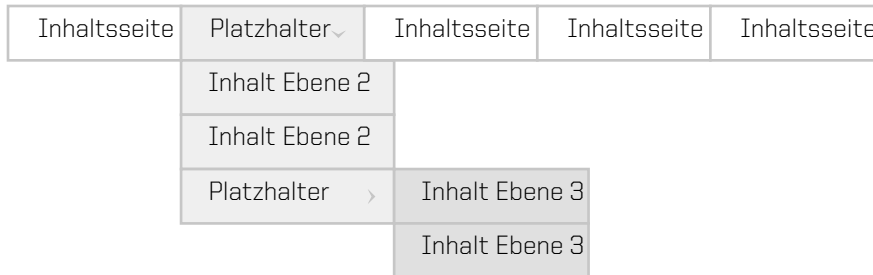 Inhaltsseite Platzhalter Inhaltsseite Inhaltsseite Inhaltsseite
Inhalt Ebene 2
Inhalt Ebene 2
Platzhalter Inhalt Ebene 3
Inhalt Ebene 3